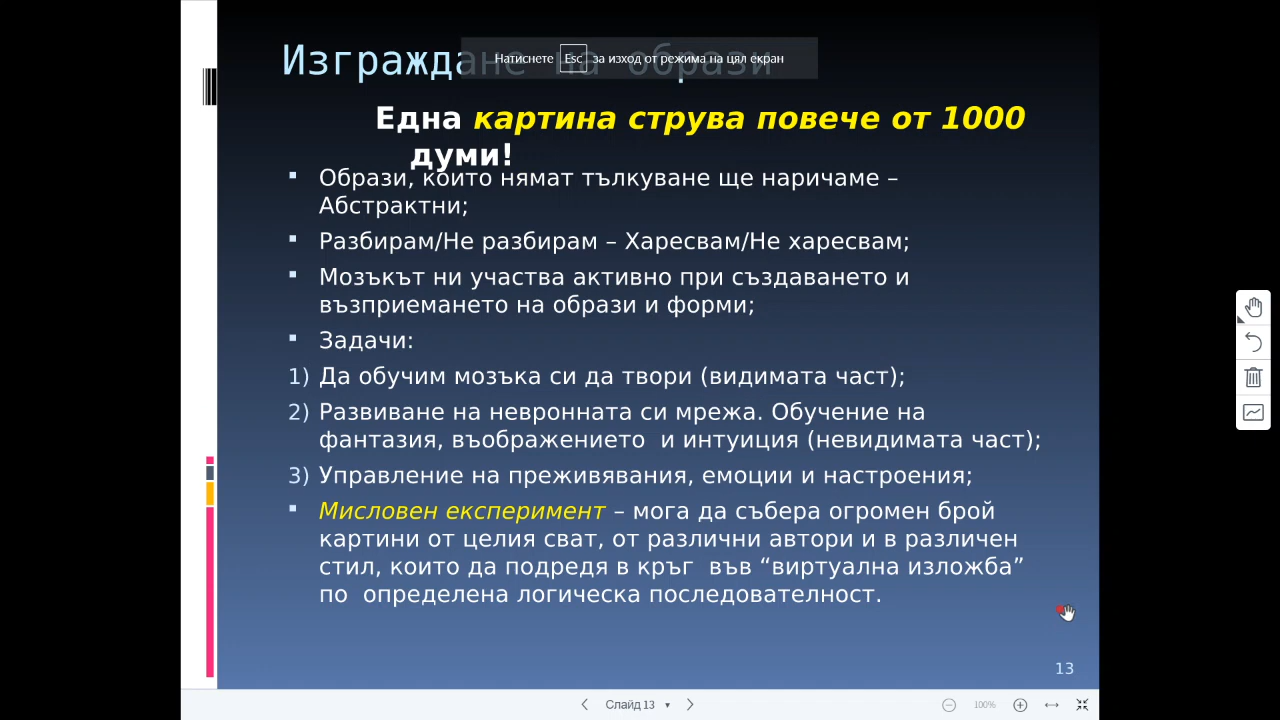 Изграждане на образи
Натиснете Esc за изход от режима на цял екран
Една картина струва повече от 1000
думи!
Образи, които нямат тълкуване ще наричаме –
Абстрактни;
Разбирам/Не разбирам – Харесвам/Не харесвам;
Мозъкът ни участва активно при създаването и
възприемането на образи и форми;
Задачи:
1) Да обучим мозъка си да твори (видимата част);
2) Развиване на невронната си мрежа. Обучение на
фантазия, въображението и интуиция (невидимата част);
3) Управление на преживявания, емоции и настроения;
Мисловен експеримент – мога да събера огромен брой
картини от целия сват, от различни автори и в различен
стил, които да подредя в кръг във “виртуална изложба”
по определена логическа последователност.
13
Слайд 13
100%